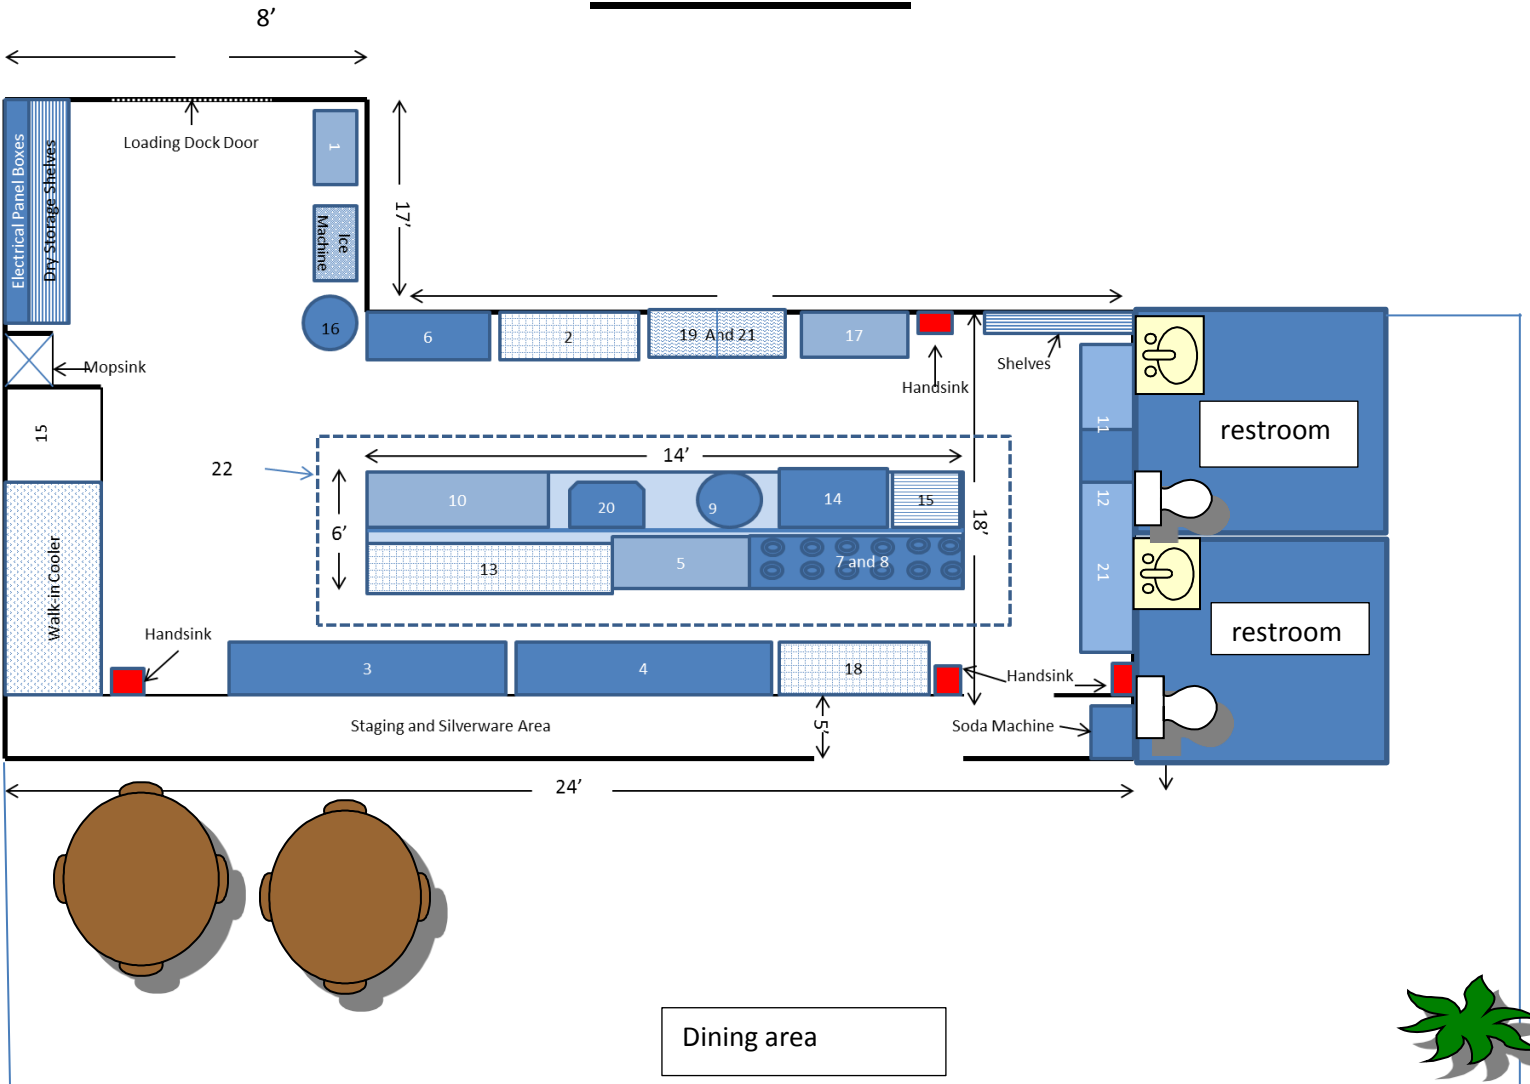 8’
Loading Dock Door
Electrical Panel Boxes
Dry Storage Shelves
1
17’
Ice
Machine
16
6
2
19 And 21
17
Mopsink
Handsink
Shelves
15
11
restroom
22
14’
10
20
9
14
15
12
6’
18’
13
5
7 and 8
21
Walk-in Cooler
Handsink
restroom
3
4
18
Handsink
Staging and Silverware Area
5’
Soda Machine
24’
Dining area